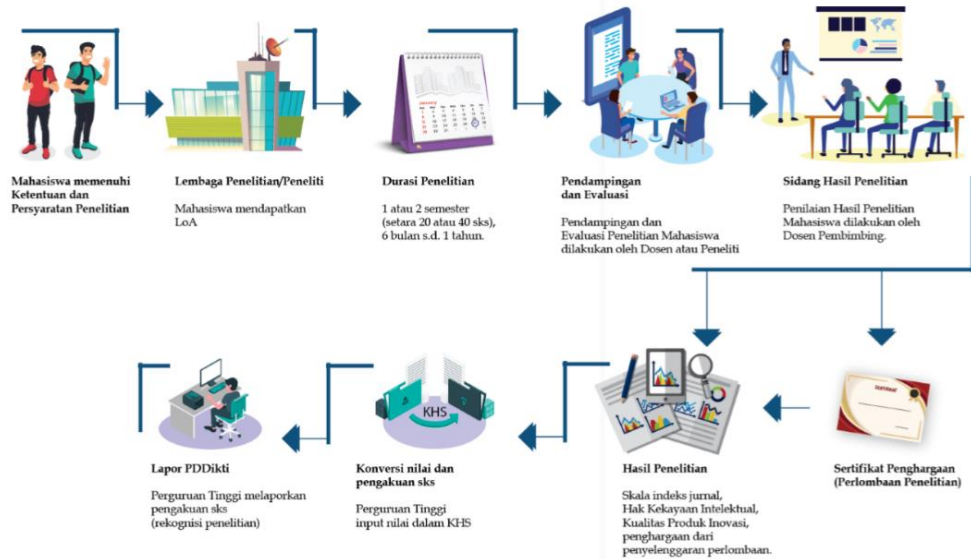 Mahasiswa memenuhi
Ketentuan dan
Persyaratan Penelitian
Lembaga Penelitian/Peneliti
Mahasiswa mendapatkan
LoA
Durasi Penelitian
1 atau 2 semester
(setara 20 atau 40 sks),
6 bulan s.d. 1 tahun.
Pendampingan
dan Evaluasi
Pendampingan dan
Evaluasi Penelitian Mahasiswa
dilakukan oleh Dosen atau Peneliti
Sidang Hasil Penelitian
Penilaian Hasil Penelitian
Mahasiswa dilakukan oleh
Dosen Pembimbing.
Lapor PDDikti
Perguruan Tinggi melaporkan
pengakuan sks
(rekognisi penelitian)
KHS
Konversi nilai dan
pengakuan sks
Perguruan Tinggi
input nilai dalam KHS
Hasil Penelitian
Skala indeks jurnal,
Hak Kekayaan Intelektual,
Kualitas Produk Inovasi,
penghargaan dari
penyelenggaran perlombaan.
Sertifikat Penghargaan
(Perlombaan Penelitian)